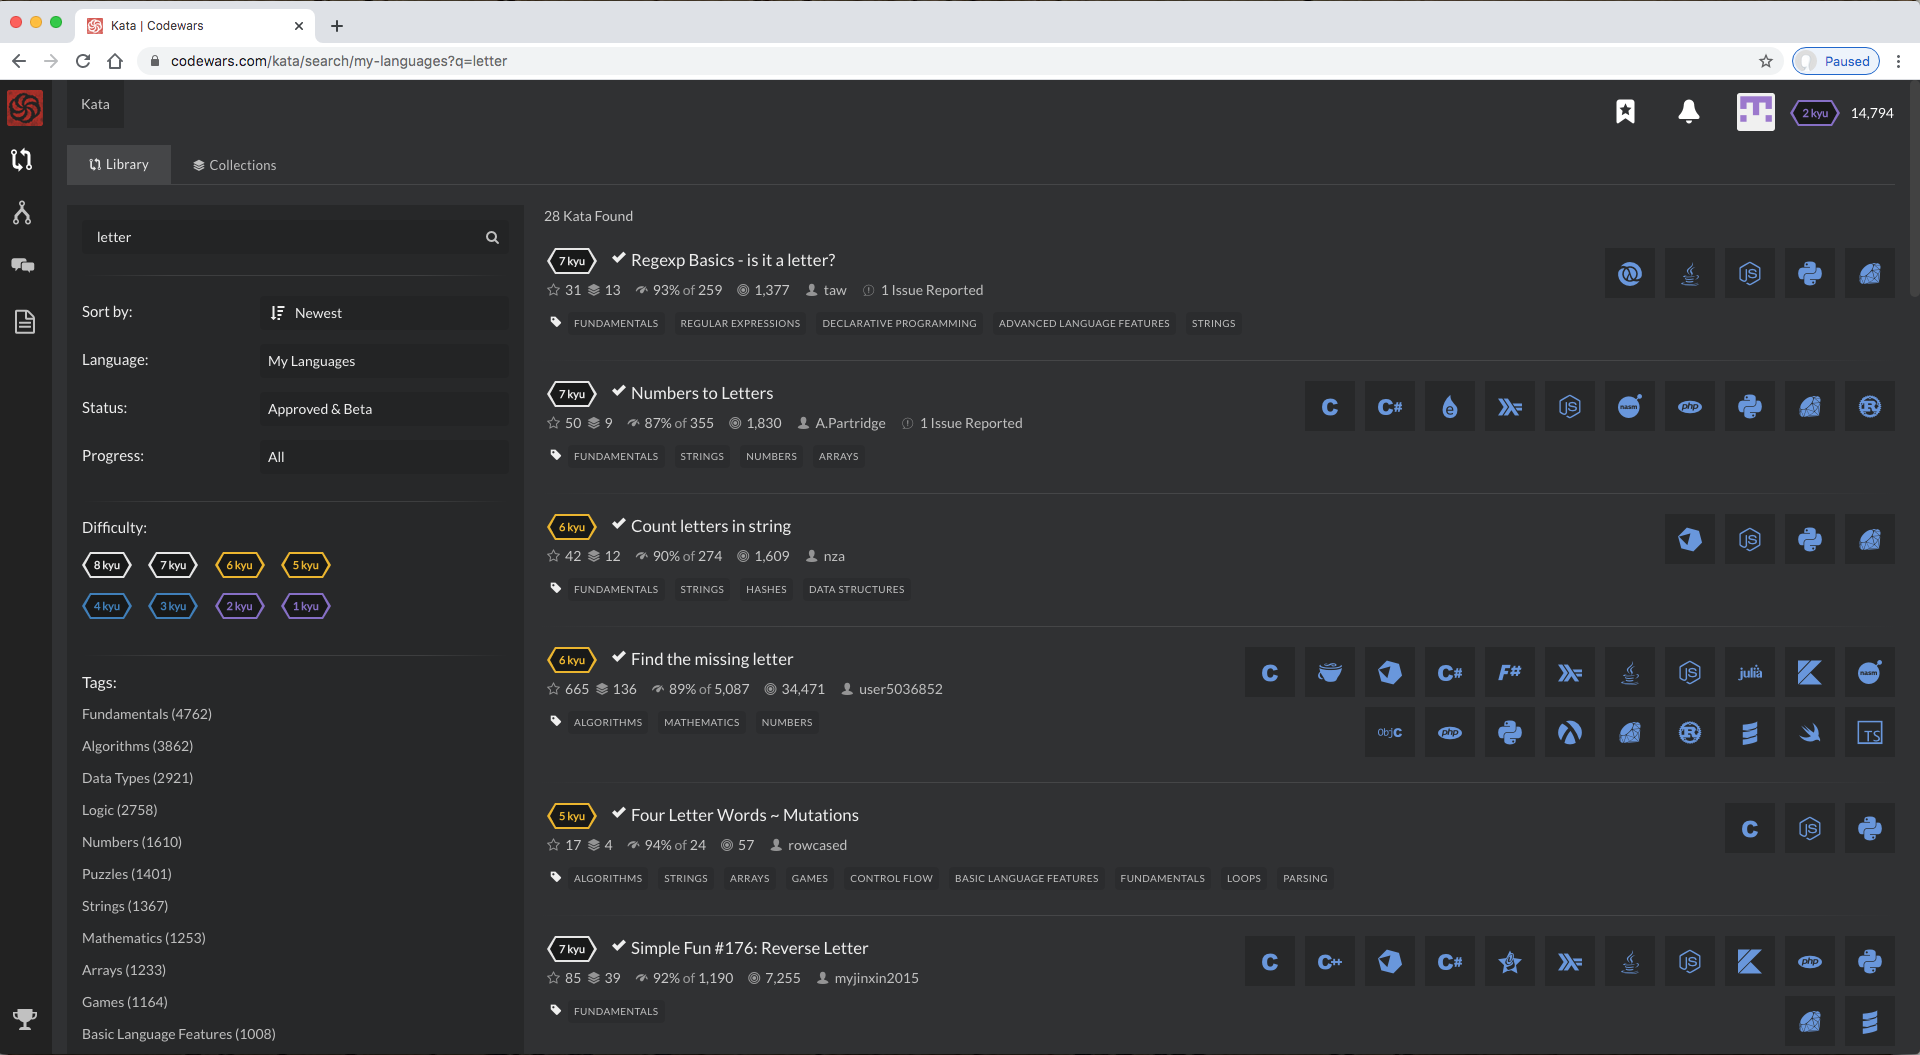 Kata | Codewars
codewars.com/kata/search/my-languages?q=letter
Paused
Kata
2 kyu
14,794
Library
Collections
letter
Sort by:
Newest
Language:
My Languages
Status:
Approved & Beta
Progress:
All
Difficulty:
8 kyu 7 kyu 6 kyu 5 kyu
4 kyu 3 kyu 2 kyu 1 kyu
Tags:
Fundamentals (4762)
Algorithms (3862)
Data Types (2921)
Logic (2758)
Numbers (1610)
Puzzles (1401)
Strings (1367)
Mathematics (1253)
Arrays (1233)
Games (1164)
Basic Language Features (1008)
28 Kata Found
7 kyu Regexp Basics - is it a letter?
31 13 93% of 259 1,377 taw 1 Issue Reported
FUNDAMENTALS REGULAR EXPRESSIONS DECLARATIVE PROGRAMMING ADVANCED LANGUAGE FEATURES STRINGS
JS
7 kyu Numbers to Letters
50 9 87% of 355 1,830 A.Partridge 1 Issue Reported
FUNDAMENTALS STRINGS NUMBERS ARRAYS
C C# e JS nasm php R
6 kyu Count letters in string
42 12 90% of 274 1,609 nza
FUNDAMENTALS STRINGS HASHES DATA STRUCTURES
JS
6 kyu Find the missing letter
665 136 89% of 5,087 34,471 user5036852
ALGORITHMS MATHEMATICS NUMBERS
C C# F# JS julia nasm
ObjC php R TS
5 kyu Four Letter Words ~ Mutations
17 4 94% of 24 57 rowcased
ALGORITHMS STRINGS ARRAYS GAMES CONTROL FLOW BASIC LANGUAGE FEATURES FUNDAMENTALS LOOPS PARSING
C JS
7 kyu Simple Fun #176: Reverse Letter
85 39 92% of 1,190 7,255 myjinxin2015
FUNDAMENTALS
C C++ C# JS php